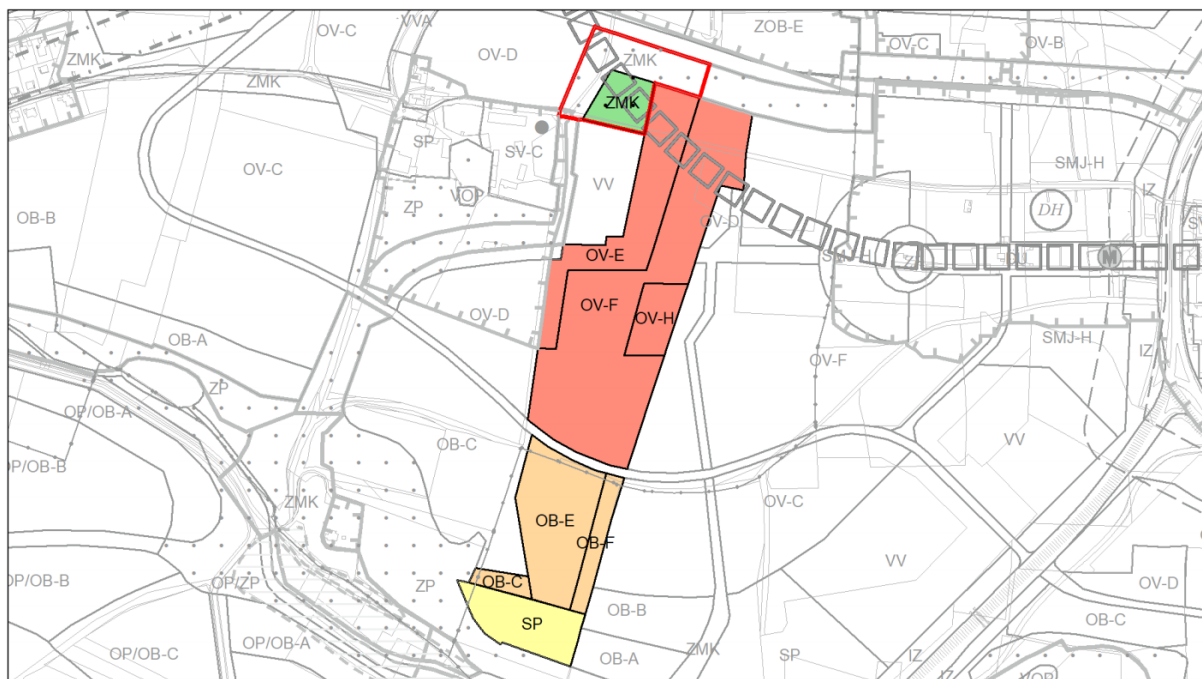 OV-C
VVA
OV-D
ZMK
ZOB-E
OV-C
OV-B
ZMK
ZMK
ZMK
SP
SV-C
OV-C
VV
SMJ-H
IZ
OB-B
ZP
VOP
OV-D
DH
OV-E
M
OV-F
OV-H
OV-D
OB-A
ZP
OV-F
SMJ-H
IZ
OP/OB-A
OB-C
VV
OP/OB-B
OV-C
ZMK
OB-E
OB-F
VV
OP/OB-B
OP/ZP
ZP
OB-C
OV-D
OB-B
OB-C
SP
ZMK
OP/OB-A
OP/OB-C
OB-A
SP
IZ
IZ
VOP